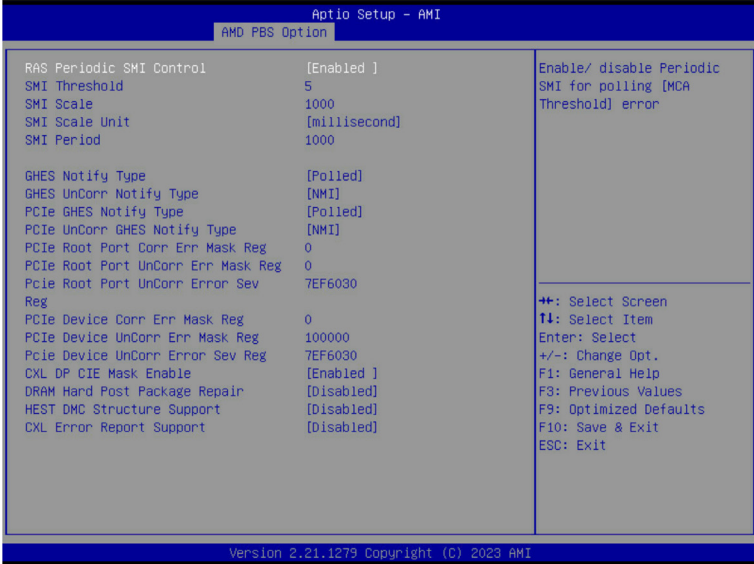 Aptio Setup - AMI
AMD PBS Option
RAS Periodic SMI Control [Enabled ]
SMI Threshold 5
SMI Scale 1000
SMI Scale Unit [millisecond]
SMI Period 1000
GHES Notify Type [Polled]
GHES UnCorr Notify Type [NMI]
PCIe GHES Notify Type [Polled]
PCIe UnCorr GHES Notify Type [NMI]
PCIe Root Port Corr Err Mask Reg 0
PCIe Root Port UnCorr Err Mask Reg 0
Pcie Root Port UnCorr Error Sev 7EF6030
Reg
PCIe Device Corr Err Mask Reg 0
PCIe Device UnCorr Err Mask Reg 100000
Pcie Device UnCorr Error Sev Reg 7EF6030
CXL DP CIE Mask Enable [Enabled ]
DRAM Hard Post Package Repair [Disabled]
HEST DMC Structure Support [Disabled]
CXL Error Report Support [Disabled]
Enable/ disable Periodic
SMI for polling [MCA
Threshold] error
→←: Select Screen
↑↓: Select Item
Enter: Select
+/-: Change Opt.
F1: General Help
F3: Previous Values
F9: Optimized Defaults
F10: Save & Exit
ESC: Exit
Version 2.21.1279 Copyright (C) 2023 AMI